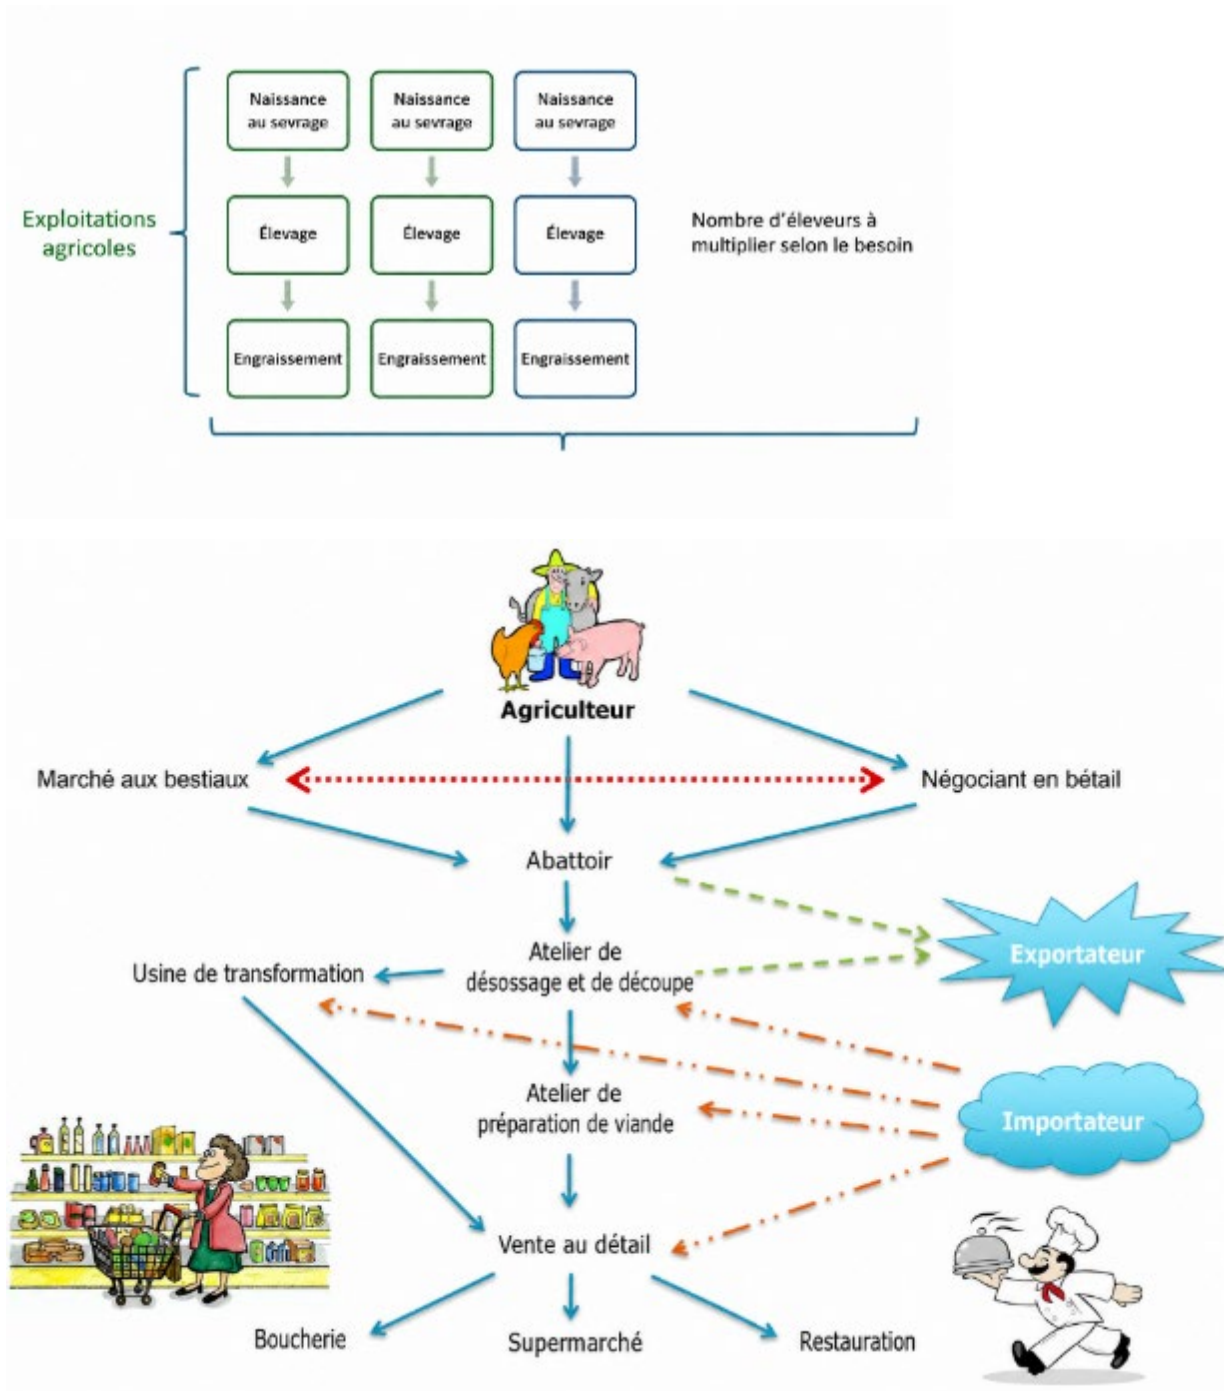 Naissance
au sevrage
Naissance
au sevrage
Naissance
au sevrage
Exploitations
agricoles
Élevage
Élevage
Élevage
Nombre d'éleveurs à
multiplier selon le besoin
Engraissement
Engraissement
Engraissement
Agriculteur
Marché aux bestiaux
Négociant en bétail
Abattoir
Exportateur
Atelier de
désossage et de découpe
Usine de transformation
Atelier de
préparation de viande
Importateur
Vente au détail
Boucherie
Supermarché
Restauration